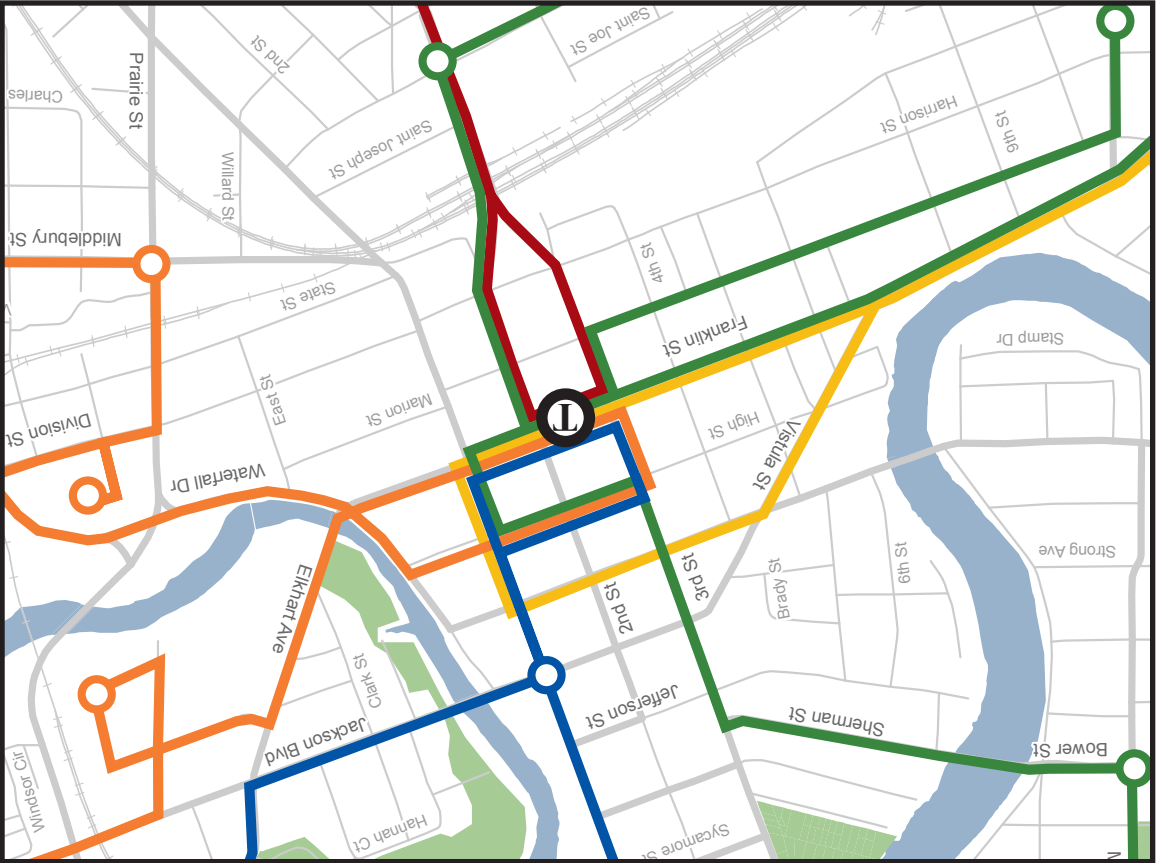 Saint Joe St
2nd St
Prairie St
Charles
Harrison St
9th St
Saint Joseph St
Willard St
Middlebury St
4th St
State St
Franklin St
Stamp Dr
East St
Marion St
High St
Division St
Vistula St
Waterfall Dr
T
Strong Ave
6th St
3rd St
Brady St
2nd St
Elkhart Ave
Clark St
Jefferson St
Sherman St
Jackson Blvd
Bower St
Windsor Cir
Hannah Ct
Sycamore St